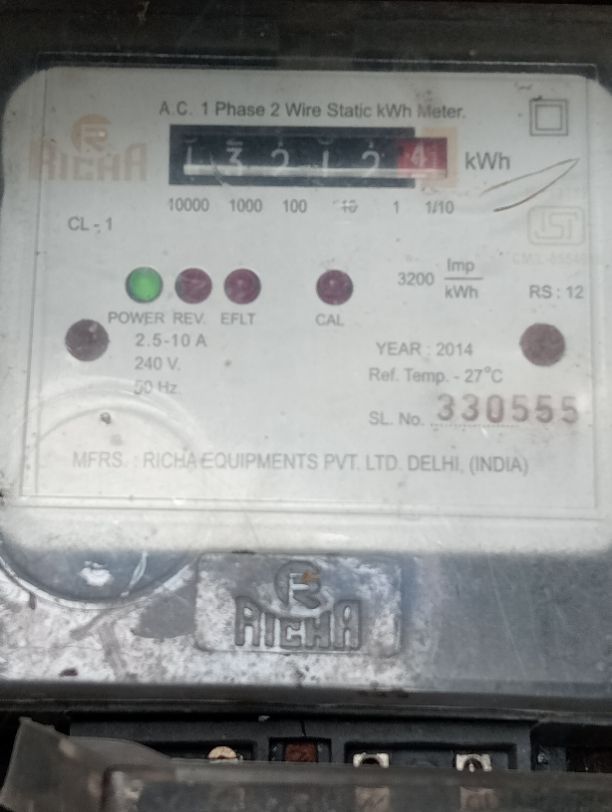 A.C. 1 Phase 2 Wire Static kWh Meter.
RICHA
1 3 2 1 2 4 kWh
10000 1000 100 10 1 1/10
CL - 1
3200 Imp/kWh
RS : 12
POWER REV. EFLT CAL
2.5-10 A
240 V.
50 Hz.
YEAR : 2014
Ref. Temp. - 27°C
SL. No. 330555
MFRS. : RICHA EQUIPMENTS PVT. LTD. DELHI, (INDIA)
RICHA